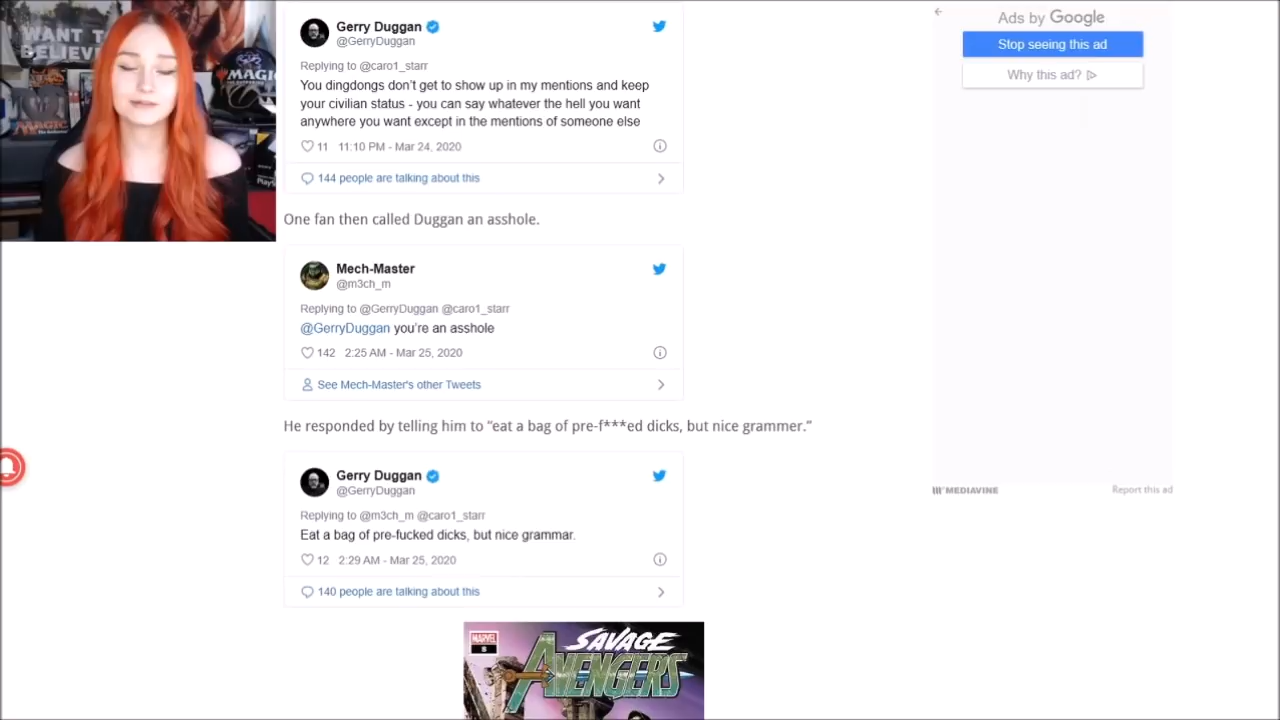 WANT T
BELIEV
MAGIC
MAGIC
Gerry Duggan
@GerryDuggan
Replying to @caro1_starr
You dingdongs don't get to show up in my mentions and keep
your civilian status - you can say whatever the hell you want
anywhere you want except in the mentions of someone else
11 11:10 PM - Mar 24, 2020
144 people are talking about this
One fan then called Duggan an asshole.
Mech-Master
@m3ch_m
Replying to @GerryDuggan @caro1_starr
@GerryDuggan you're an asshole
142 2:25 AM - Mar 25, 2020
See Mech-Master's other Tweets
He responded by telling him to “eat a bag of pre-f***ed dicks, but nice grammer.”
Gerry Duggan
@GerryDuggan
Replying to @m3ch_m @caro1_starr
Eat a bag of pre-fucked dicks, but nice grammar.
12 2:29 AM - Mar 25, 2020
140 people are talking about this
MARVEL
8
SAVAGE
AVENGERS
Ads by Google
Stop seeing this ad
Why this ad?
MEDIAVINE
Report this ad